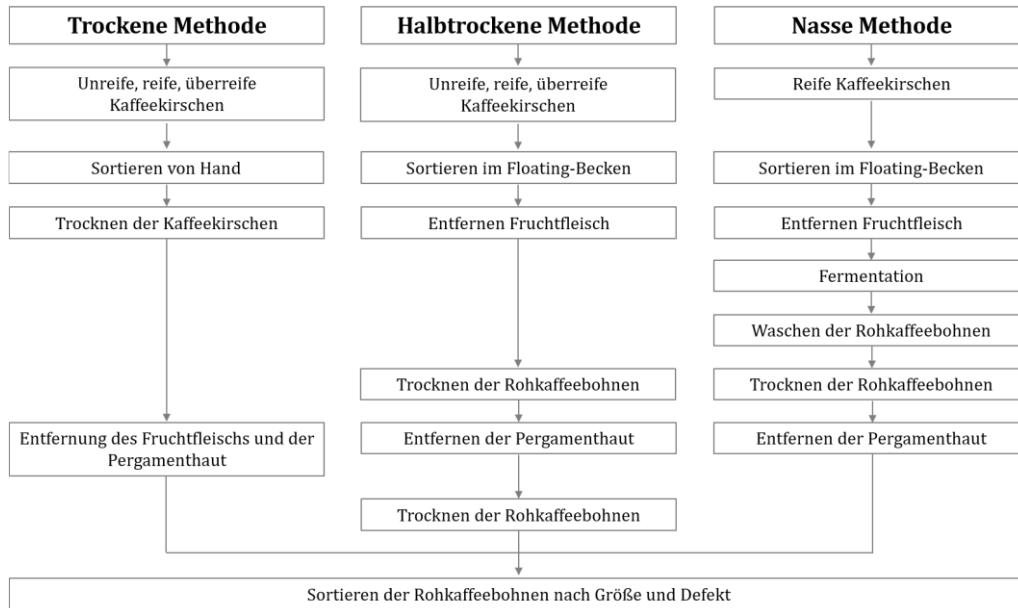 Trockene Methode
Unreife, reife, überreife
Kaffeekirschen
Sortieren von Hand
Trocknen der Kaffeekirschen
Entfernung des Fruchtfleischs und der
Pergamenthaut
Halbtrockene Methode
Unreife, reife, überreife
Kaffeekirschen
Sortieren im Floating-Becken
Entfernen Fruchtfleisch
Trocknen der Rohkaffeebohnen
Entfernen der Pergamenthaut
Trocknen der Rohkaffeebohnen
Nasse Methode
Reife Kaffeekirschen
Sortieren im Floating-Becken
Entfernen Fruchtfleisch
Fermentation
Waschen der Rohkaffeebohnen
Trocknen der Rohkaffeebohnen
Entfernen der Pergamenthaut
Sortieren der Rohkaffeebohnen nach Größe und Defekt